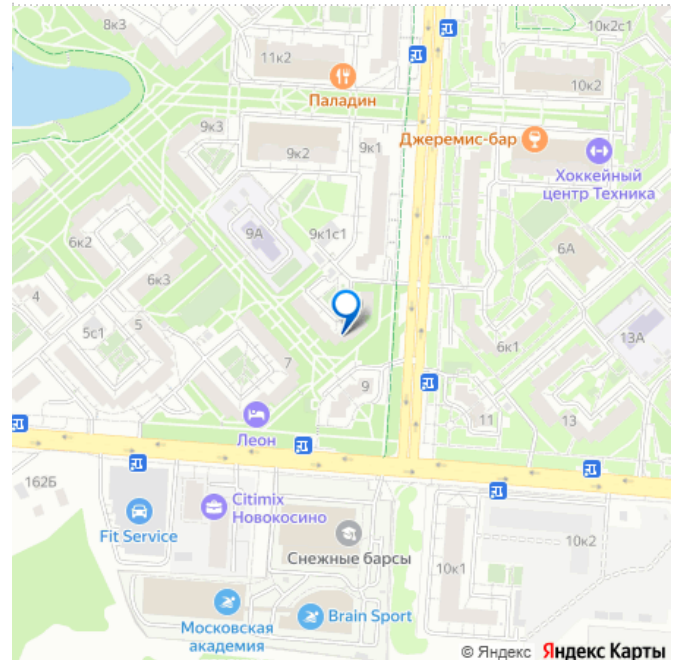 8к3
10к2с1
11к2
Паладин
10к2
9к3
9к2
9к1
Джеремис-бар
Хоккейный
центр Техника
9А
9к1с1
6к2
6А
6к3
4
5с1
5
13А
7
6к1
9
11
13
Леон
162Б
Citimix
Новокосино
Fit Service
Снежные барсы
10к2
10к1
Brain Sport
Московская
академия
© Яндекс Яндекс Карты